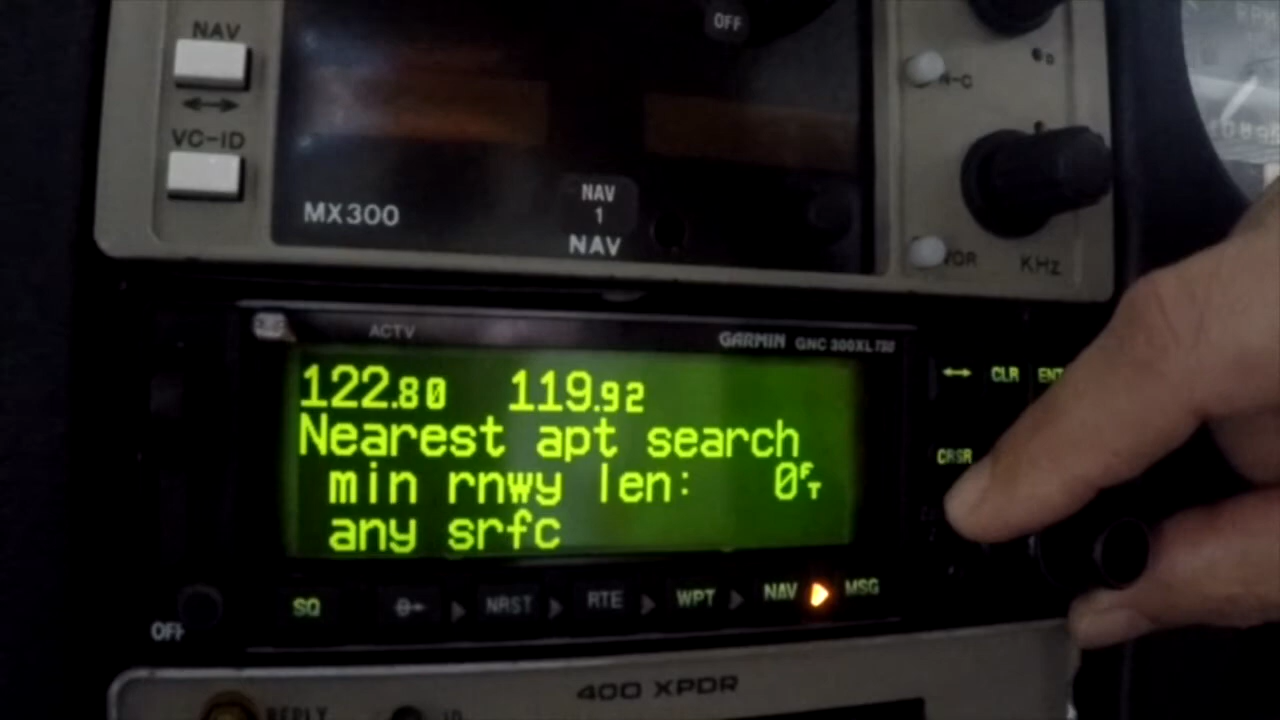 NAV
OFF
VC-ID
MX300
NAV
1
NAV
KHz
ACTV
GARMIN GNC 300XL TSO
122.80 119.92
Nearest apt search
min rnwy len: 0FT
any srfc
CLR
ENT
CRSR
OFF
SQ
NRST
RTE
WPT
NAV
MSG
400 XPDR
REPLY